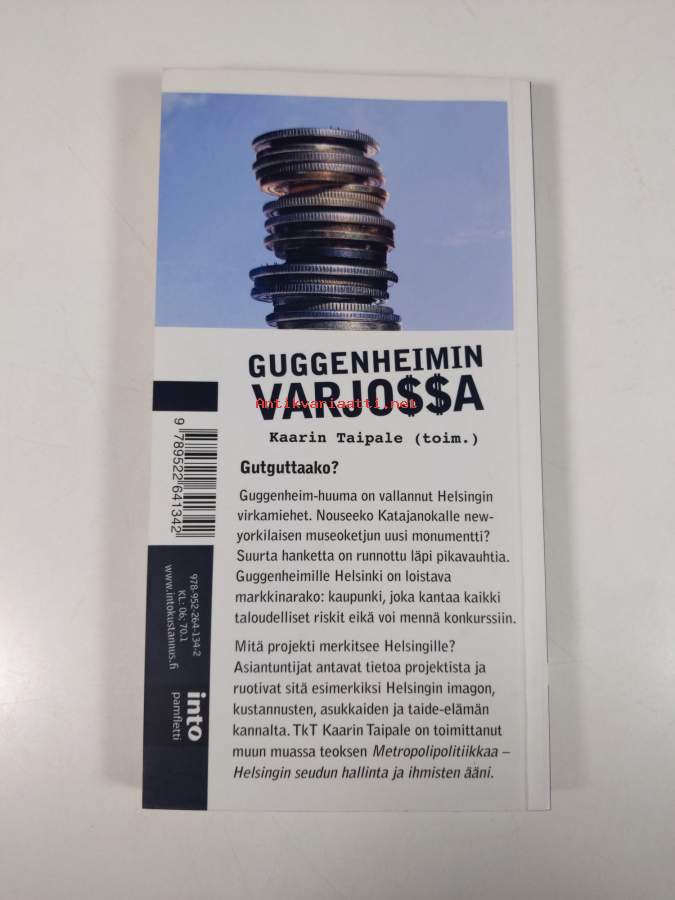 GUGGENHEIMIN
VARJO$$A
Antikvariaatti.net
Kaarin Taipale (toim.)
Gutguttaako?
Guggenheim-huuma on vallannut Helsingin
virkamiehet. Nouseeko Katajanokalle new-
yorkilaisen museoketjun uusi monumentti?
Suurta hanketta on runnottu läpi pikavauhtia.
Guggenheimille Helsinki on loistava
markkinarako: kaupunki, joka kantaa kaikki
taloudelliset riskit eikä voi mennä konkurssiin.
Mitä projekti merkitsee Helsingille?
Asiantuntijat antavat tietoa projektista ja
ruotivat sitä esimerkiksi Helsingin imagon,
kustannusten, asukkaiden ja taide-elämän
kannalta. TkT Kaarin Taipale on toimittanut
muun muassa teoksen Metropolipolitiikkaa –
Helsingin seudun hallinta ja ihmisten ääni.
9 789522 641342
978-952-264-134-2
KL: 06; 70.1
www.intokustannus.fi
into
pamfletti